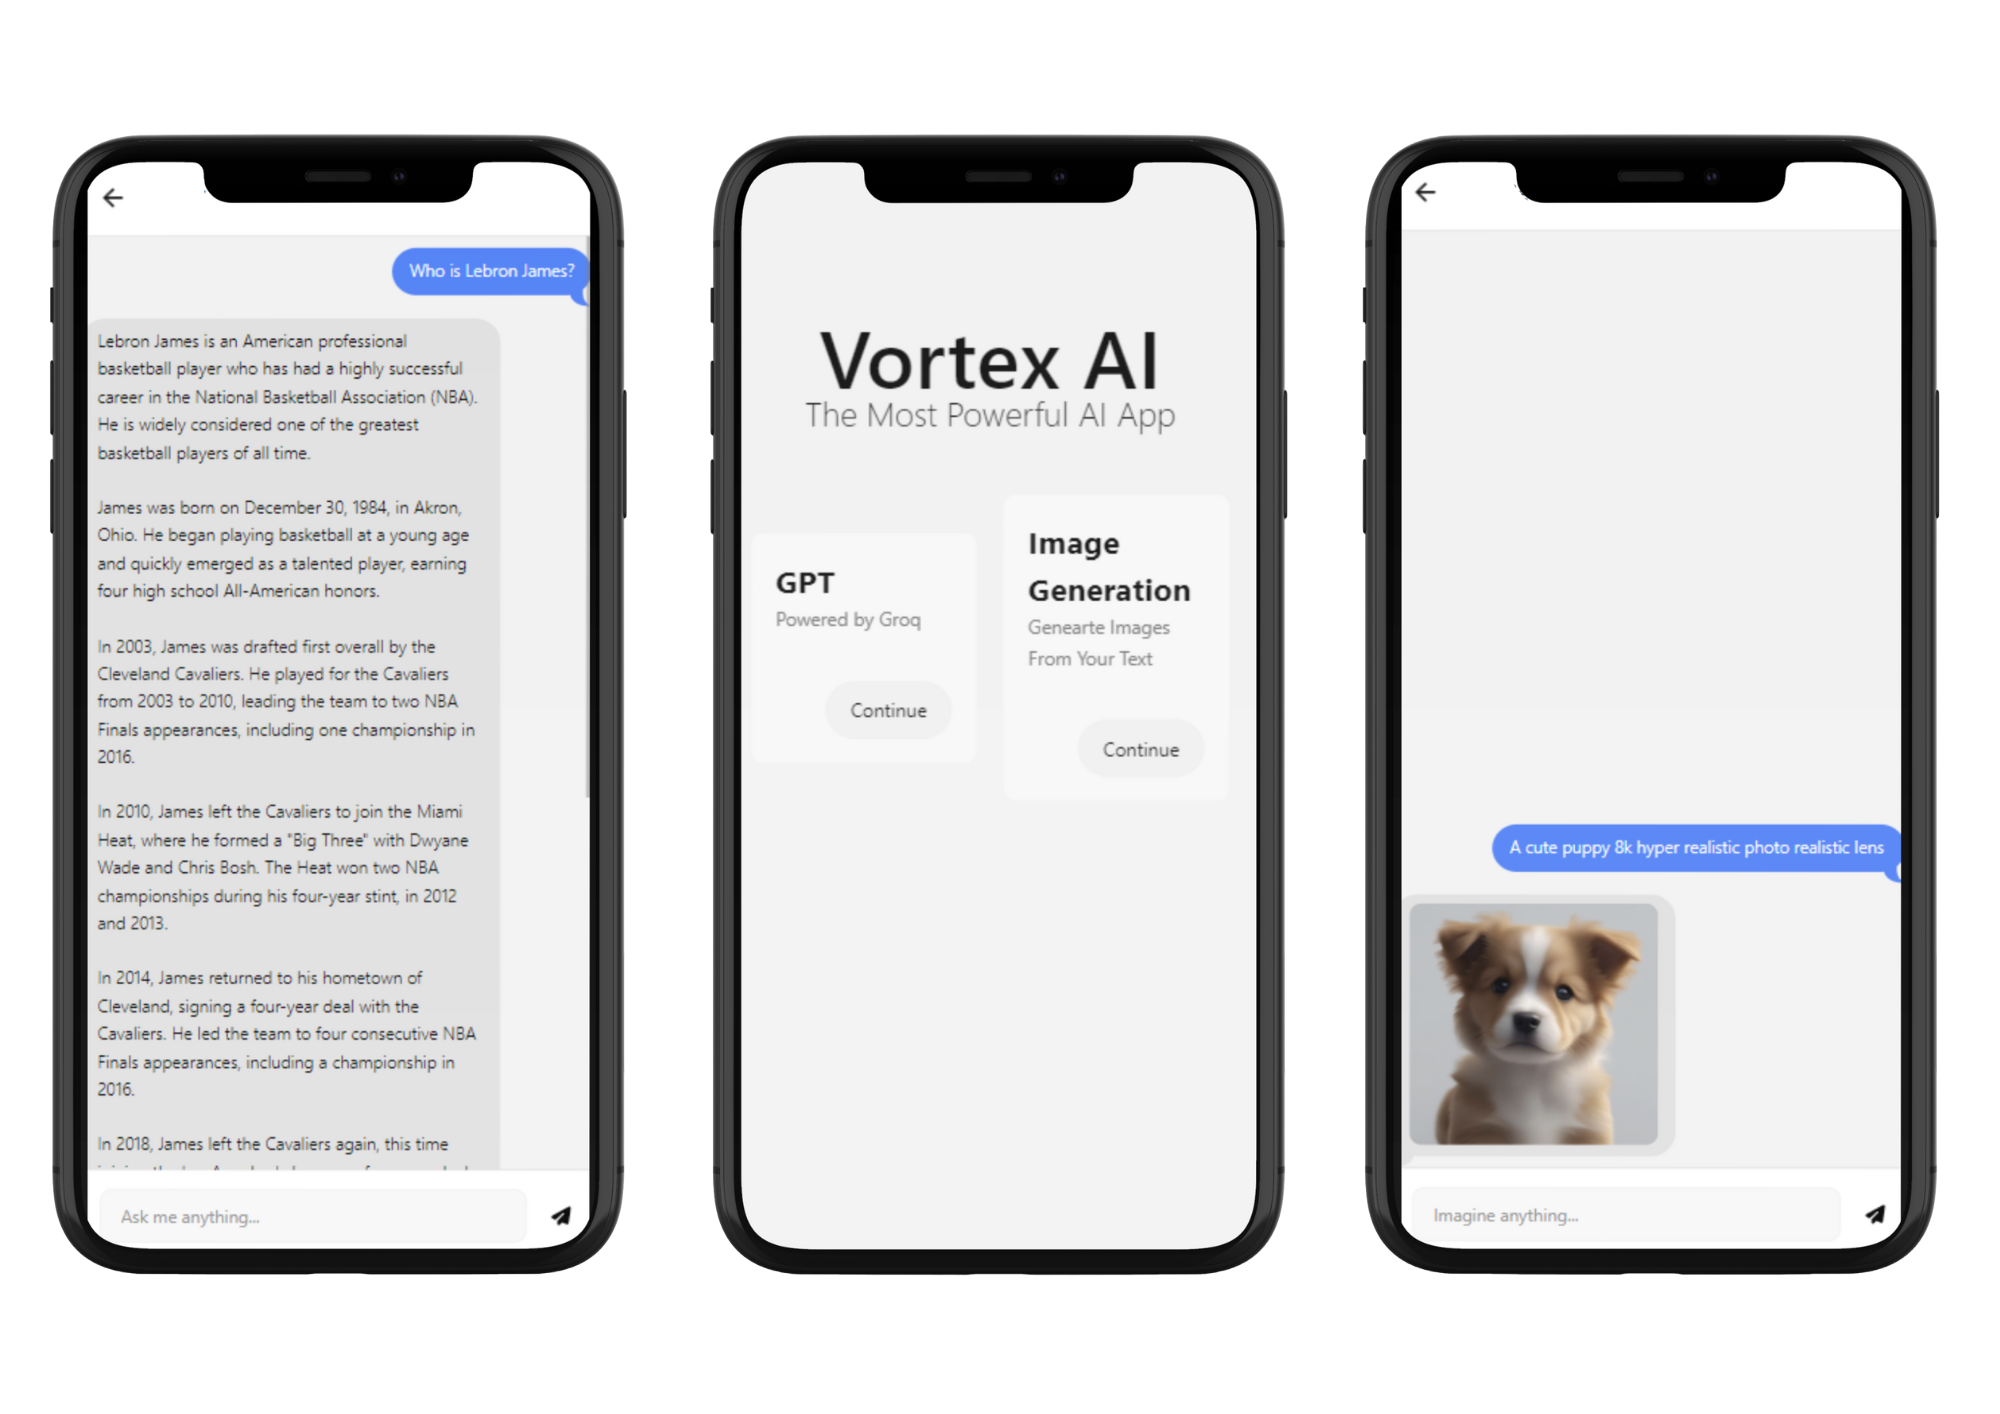 Who is Lebron James?
Lebron James is an American professional
basketball player who has had a highly successful
career in the National Basketball Association (NBA).
He is widely considered one of the greatest
basketball players of all time.
James was born on December 30, 1984, in Akron,
Ohio. He began playing basketball at a young age
and quickly emerged as a talented player, earning
four high school All-American honors.
In 2003, James was drafted first overall by the
Cleveland Cavaliers. He played for the Cavaliers
from 2003 to 2010, leading the team to two NBA
Finals appearances, including one championship in
2016.
In 2010, James left the Cavaliers to join the Miami
Heat, where he formed a "Big Three" with Dwyane
Wade and Chris Bosh. The Heat won two NBA
championships during his four-year stint, in 2012
and 2013.
In 2014, James returned to his hometown of
Cleveland, signing a four-year deal with the
Cavaliers. He led the team to four consecutive NBA
Finals appearances, including a championship in
2016.
In 2018, James left the Cavaliers again, this time
Ask me anything...
Vortex AI
The Most Powerful AI App
GPT
Powered by Groq
Continue
Image
Generation
Genearte Images
From Your Text
Continue
A cute puppy 8k hyper realistic photo realistic lens
Imagine anything...